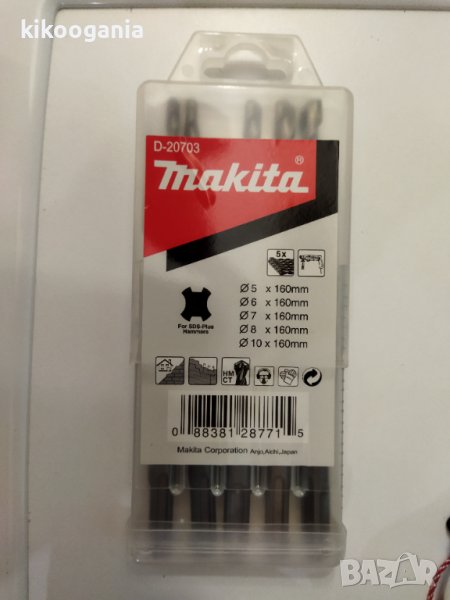 kikoogania
D-20703
makita®
5x
Ø 5 x 160mm
Ø 6 x 160mm
Ø 7 x 160mm
Ø 8 x 160mm
Ø 10 x 160mm
For SDS-Plus
Hammers
HM
CT
0 88381 28771 5
Makita Corporation Anjo,Aichi,Japan
BAZAR